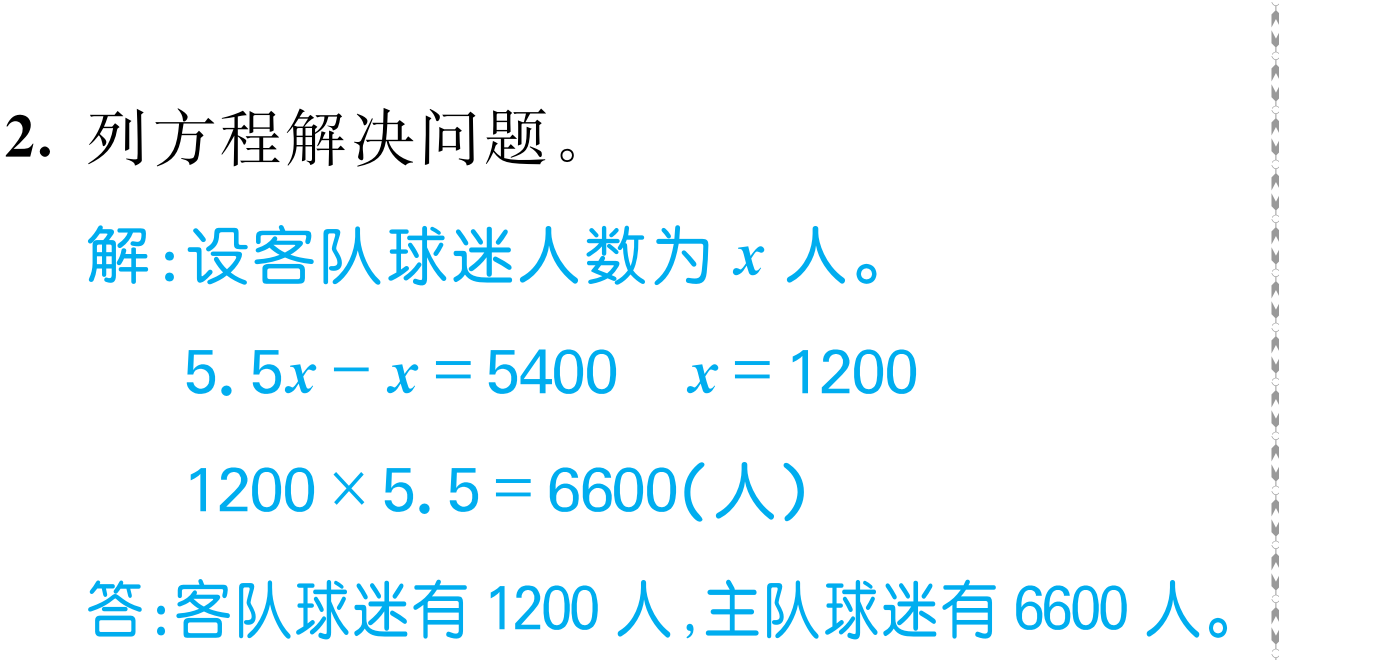 2. 列方程解决问题。
解:设客队球迷人数为 x 人。
5.5x－x＝5400 x＝1200
1200×5.5＝6600(人)
答:客队球迷有 1200 人,主队球迷有 6600 人。